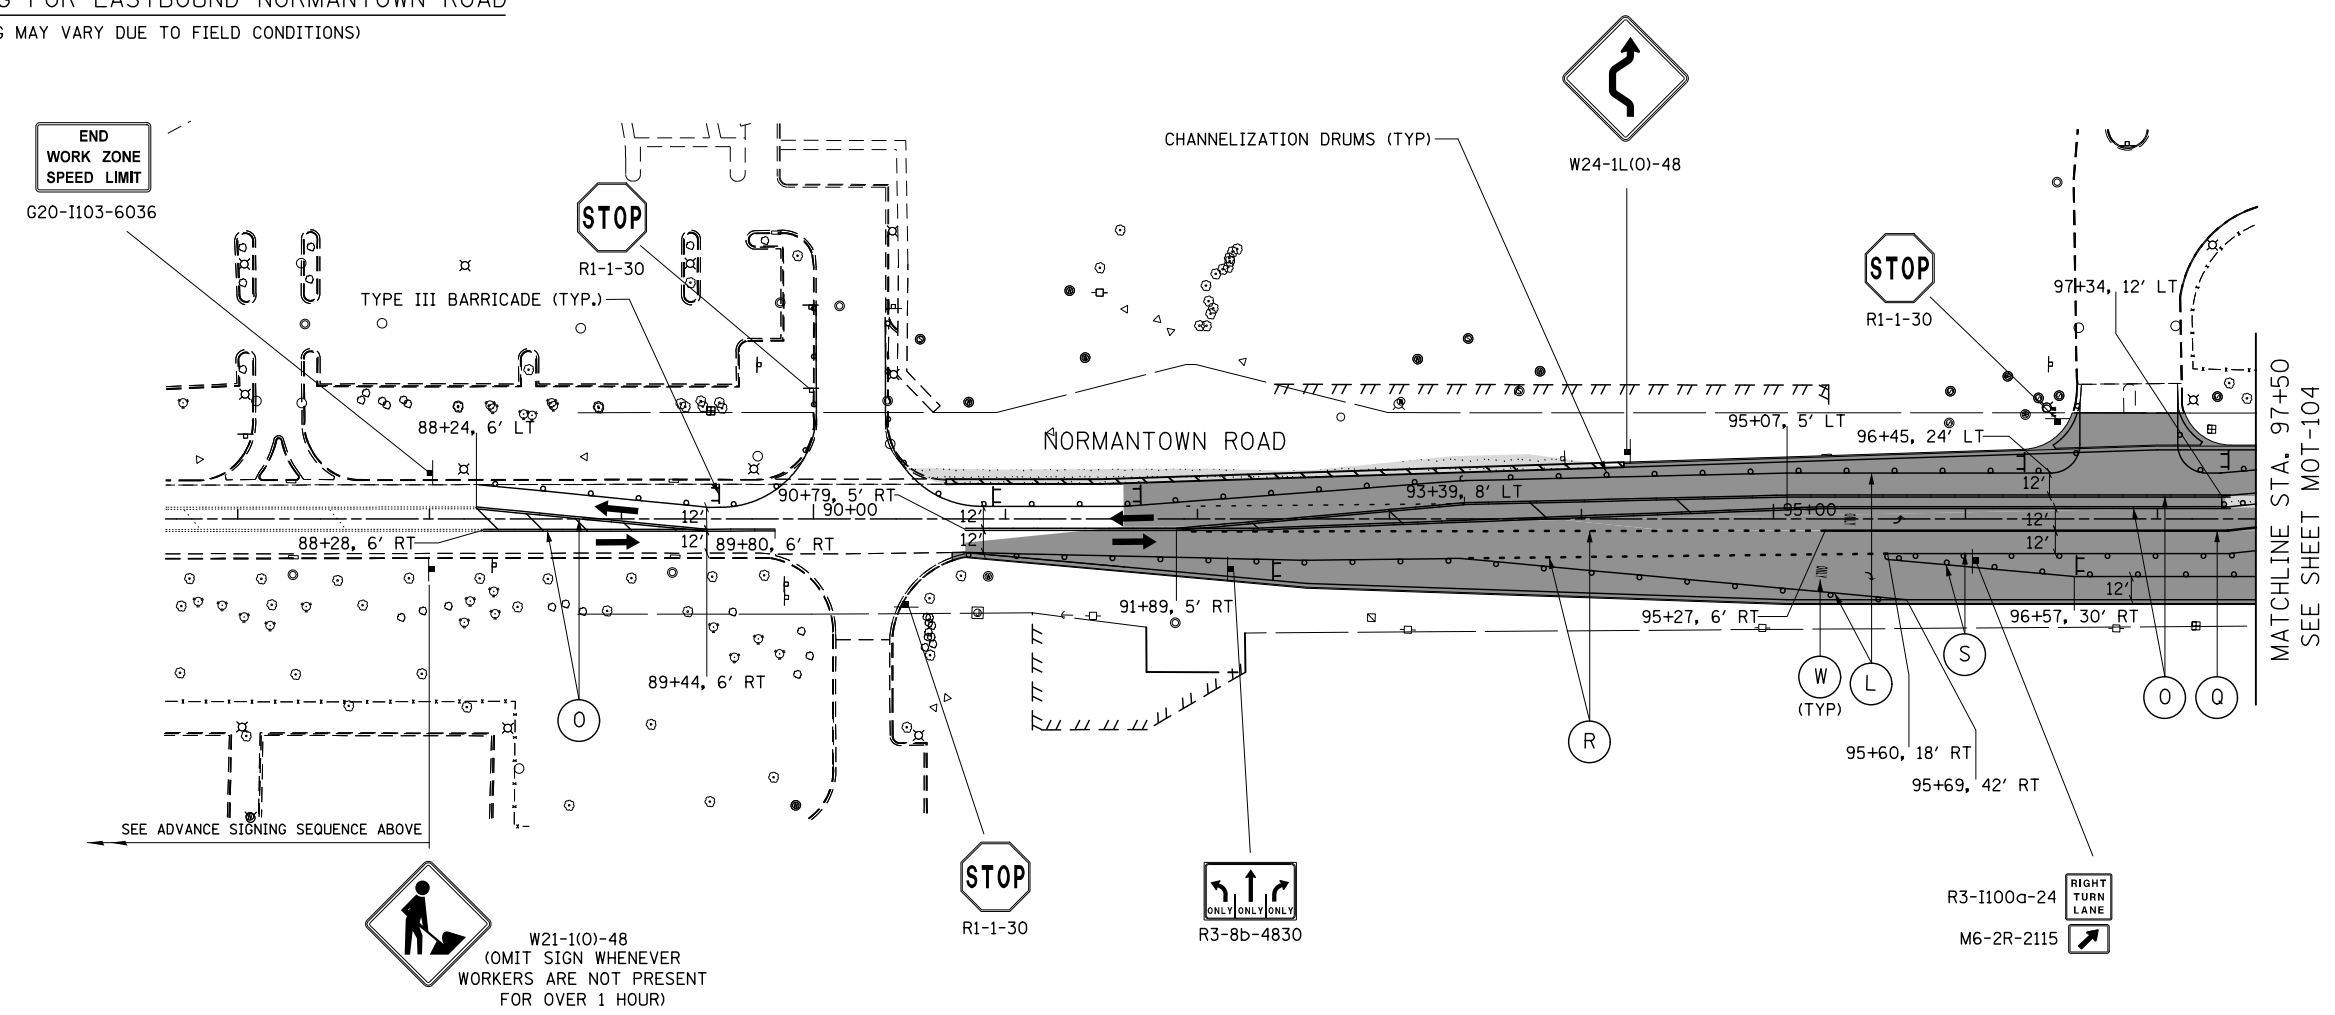 G FOR EASTBOUND NORMANTOWN ROAD
G MAY VARY DUE TO FIELD CONDITIONS)
END
WORK ZONE
SPEED LIMIT
G20-I103-6036
STOP
R1-1-30
TYPE III BARRICADE (TYP.)
CHANNELIZATION DRUMS (TYP)
W24-1L(O)-48
STOP
R1-1-30
97+34, 12' LT
88+24, 6' LT
NORMANTOWN ROAD
95+07, 5' LT
96+45, 24' LT
90+79, 5' RT
90+00
93+39, 8' LT
95+00
12'
12'
12'
12'
12'
12'
12'
12'
88+28, 6' RT
89+80, 6' RT
91+89, 5' RT
95+27, 6' RT
96+57, 30' RT
89+44, 6' RT
O
R
W
(TYP)
L
S
O
Q
95+60, 18' RT
95+69, 42' RT
MATCHLINE STA. 97+50
SEE SHEET MOT-104
SEE ADVANCE SIGNING SEQUENCE ABOVE
W21-1(O)-48
(OMIT SIGN WHENEVER
WORKERS ARE NOT PRESENT
FOR OVER 1 HOUR)
STOP
R1-1-30
ONLY ONLY ONLY
R3-8b-4830
R3-I100a-24
RIGHT
TURN
LANE
M6-2R-2115